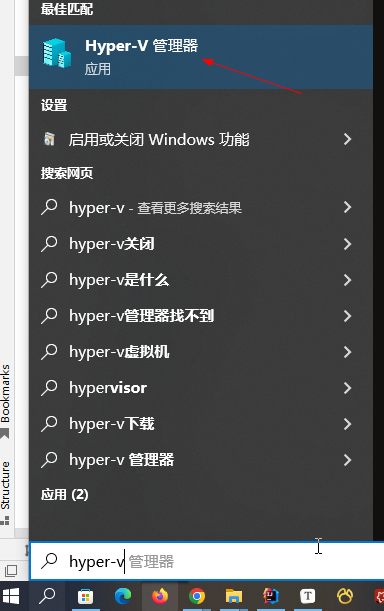 最佳匹配
Hyper-V 管理器
应用
设置
启用或关闭 Windows 功能
搜索网页
hyper-v - 查看更多搜索结果
hyper-v关闭
hyper-v是什么
hyper-v管理器找不到
hyper-v虚拟机
hypervisor
hyper-v下载
hyper-v 管理器
应用 (2)
hyper-v 管理器
Bookmarks
Structure
T